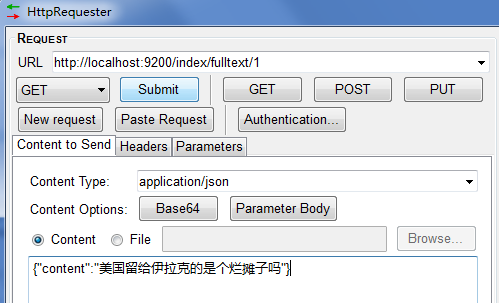 HttpRequester
REQUEST
URL http://localhost:9200/index/fulltext/1
GET Submit GET POST PUT
New request Paste Request Authentication...
Content to Send Headers Parameters
Content Type: application/json
Content Options: Base64 Parameter Body
Content File Browse...
{"content":"美国留给伊拉克的是个烂摊子吗"}